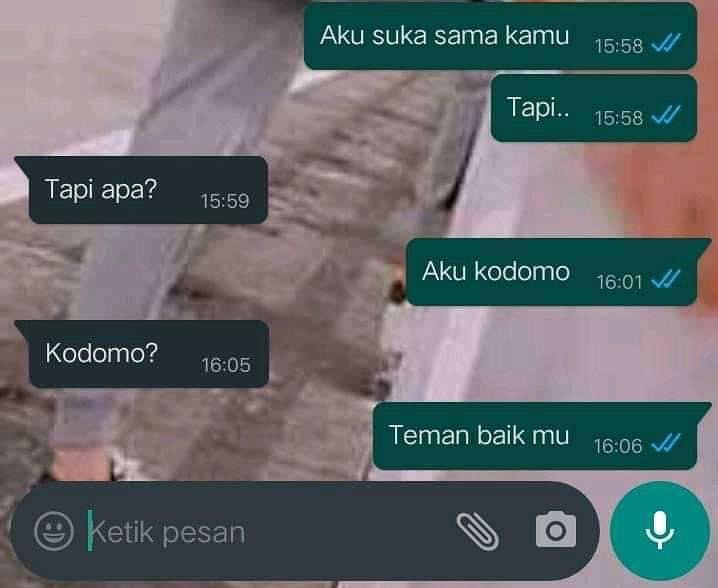 Aku suka sama kamu 15:58
Tapi.. 15:58
Tapi apa? 15:59
Aku kodomo 16:01
Kodomo? 16:05
Teman baik mu 16:06
Ketik pesan